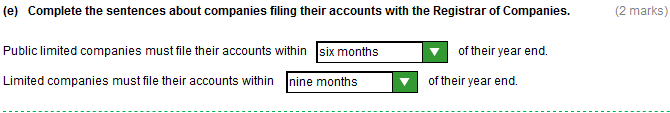 (e) Complete the sentences about companies filing their accounts with the Registrar of Companies. (2 marks)
Public limited companies must file their accounts within six months of their year end.
Limited companies must file their accounts within nine months of their year end.